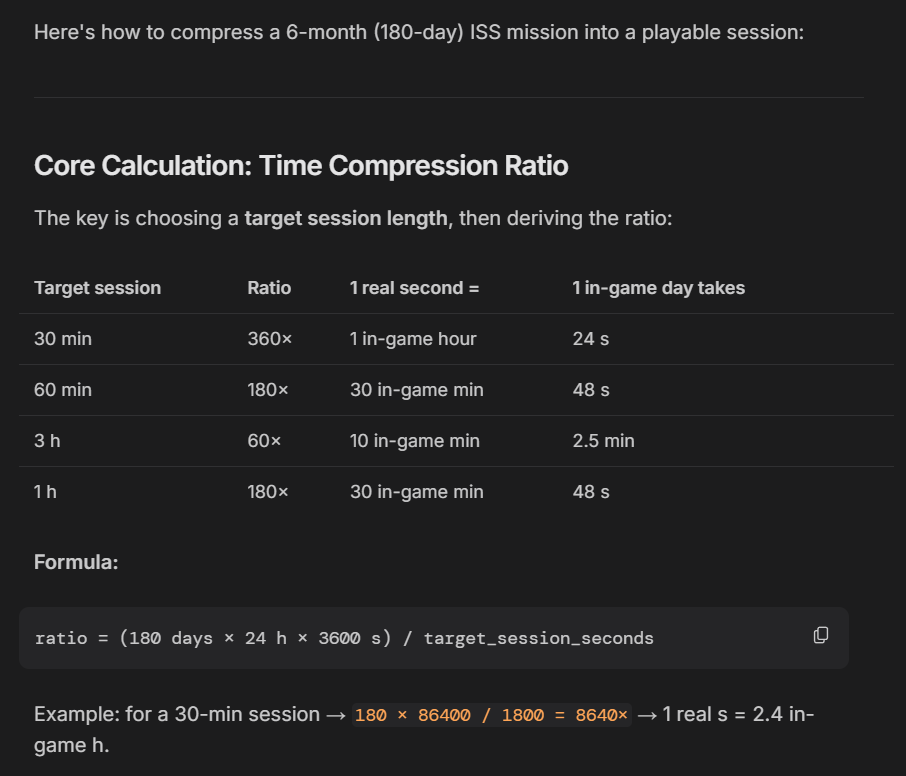 Here's how to compress a 6-month (180-day) ISS mission into a playable session:
Core Calculation: Time Compression Ratio
The key is choosing a target session length, then deriving the ratio:
Target session Ratio 1 real second = 1 in-game day takes
30 min 360× 1 in-game hour 24 s
60 min 180× 30 in-game min 48 s
3 h 60× 10 in-game min 2.5 min
1 h 180× 30 in-game min 48 s
Formula:
ratio = (180 days × 24 h × 3600 s) / target_session_seconds
Example: for a 30-min session → 180 × 86400 / 1800 = 8640× → 1 real s = 2.4 in-
game h.